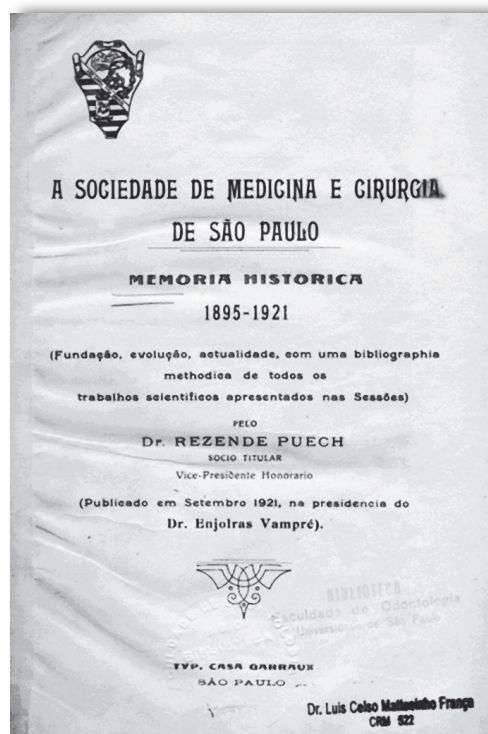 A SOCIEDADE DE MEDICINA E CIRURGIA
DE SÃO PAULO
MEMORIA HISTORICA
1895-1921
(Fundação, evolução, actualidade, com uma bibliographia
methodica de todos os
trabalhos scientificos apresentados nas Sessões)
PELO
Dr. REZENDE PUECH
SOCIO TITULAR
Vice-Presidente Honorario
(Publicado em Setembro 1921, na presidencia do
Dr. Enjolras Vampré).
BIBLIOTECA
Faculdade de Odontologia
Universidade de São Paulo
TYP. CASA GARRAUX
SÃO PAULO
Dr. Luis Celso Mattosinho França
CRM 522